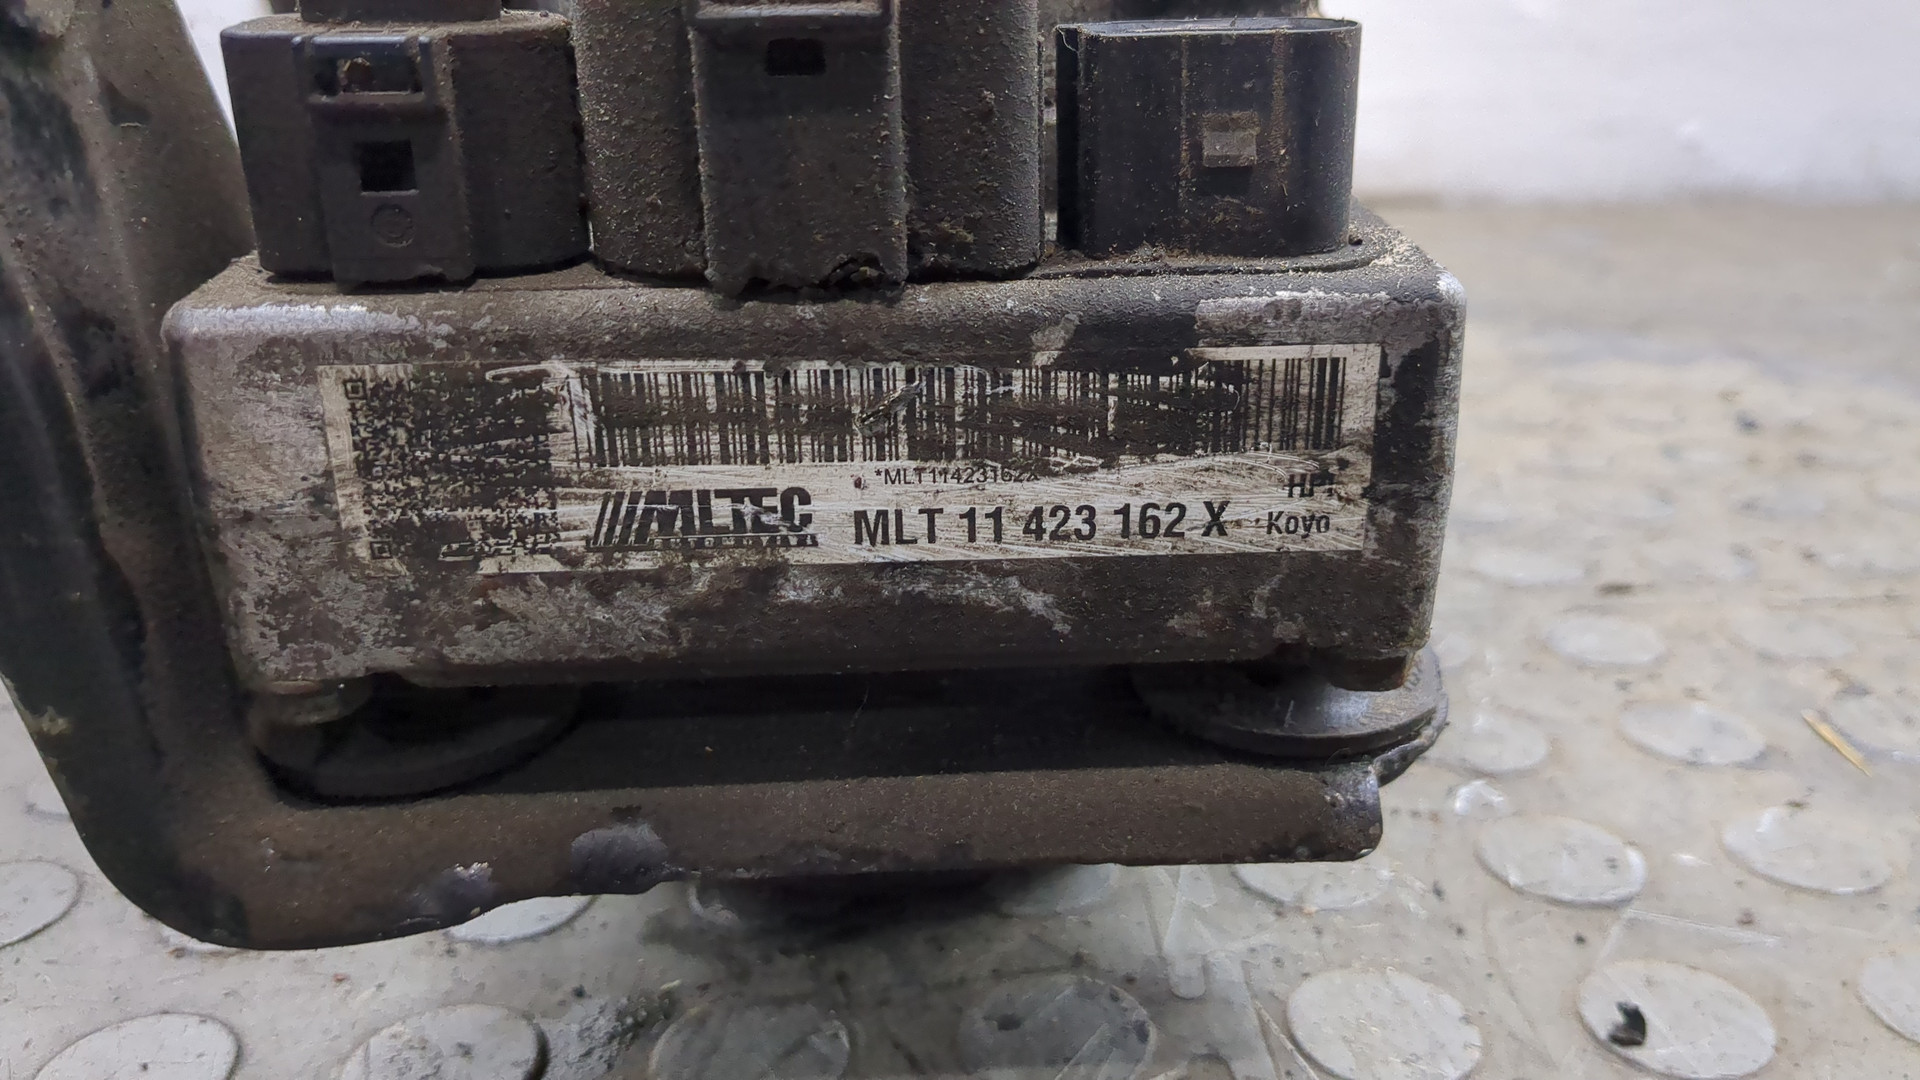 *MLT11423162X
HPI
MLTEC MLT 11 423 162 X Koyo